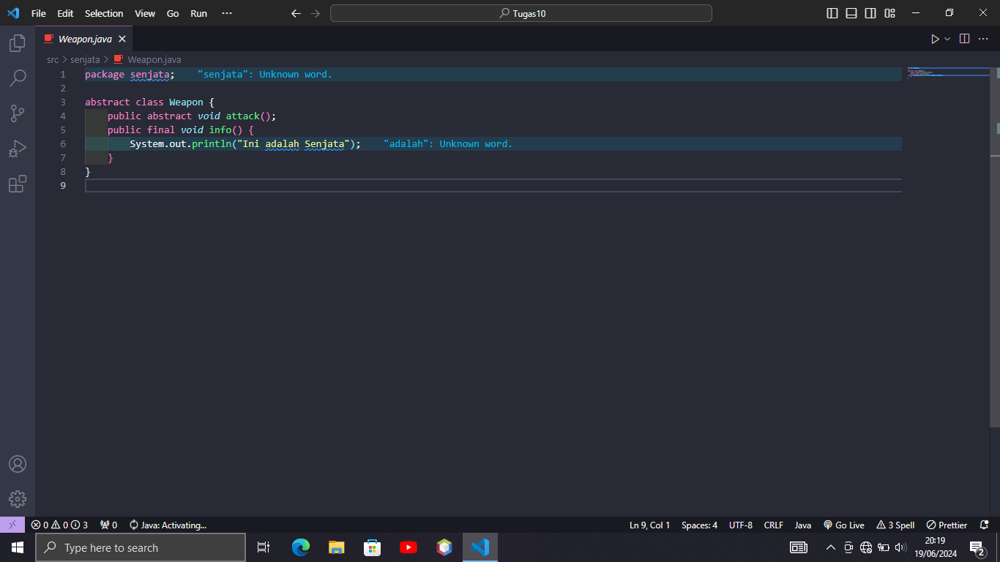 File Edit Selection View Go Run ··· Tugas10
Weapon.java
src > senjata > Weapon.java
1 package senjata; "senjata": Unknown word.
2
3 abstract class Weapon {
4 public abstract void attack();
5 public final void info() {
6 System.out.println("Ini adalah Senjata"); "adalah": Unknown word.
7 }
8 }
9
0 0 3 0 Java: Activating... Ln 9, Col 1 Spaces: 4 UTF-8 CRLF Java Go Live 3 Spell Prettier
Type here to search
20:19
19/06/2024
2